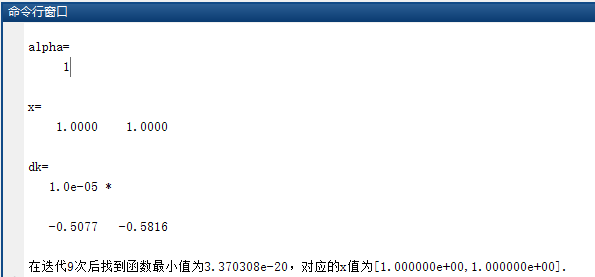 命令行窗口
alpha=
1
x=
1.0000 1.0000
dk=
1.0e-05 *
-0.5077 -0.5816
在迭代9次后找到函数最小值为3.370308e-20，对应的x值为[1.000000e+00,1.000000e+00].